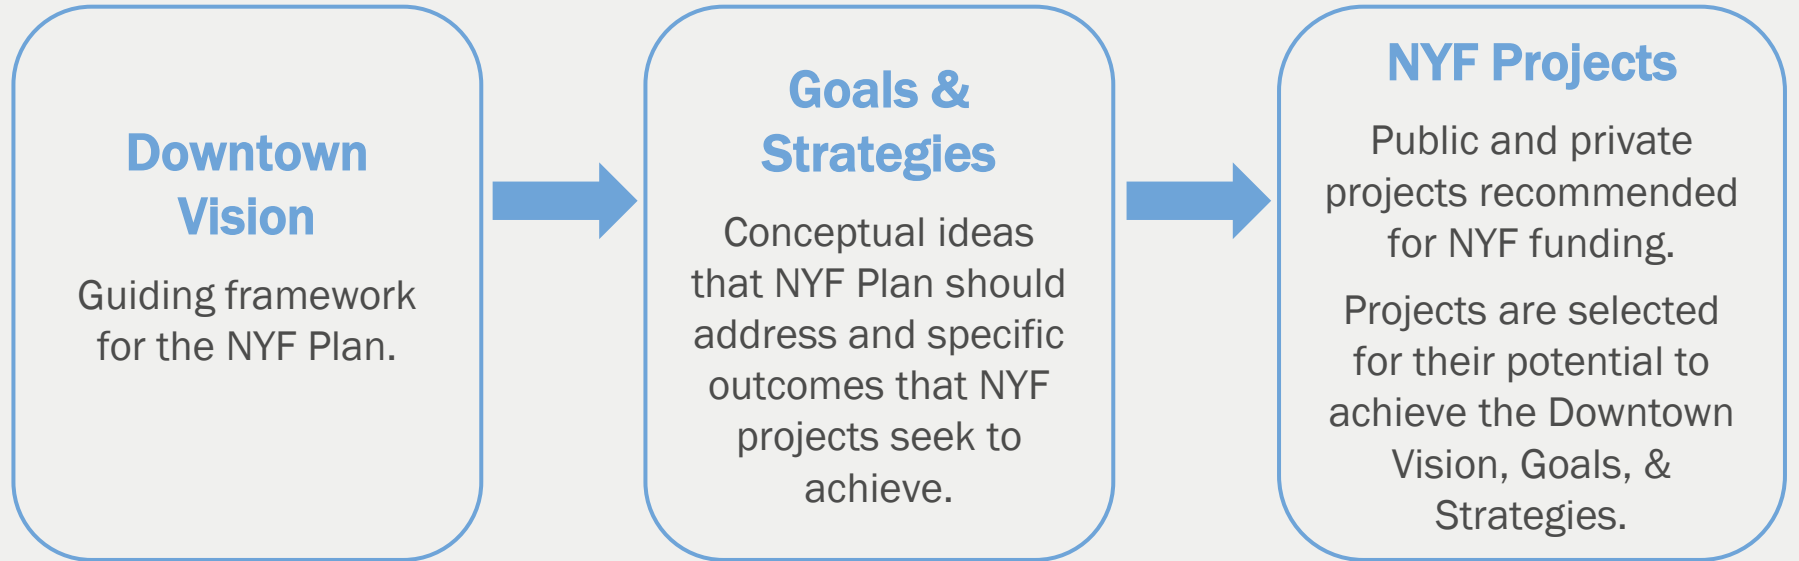 Downtown
Vision
Guiding framework
for the NYF Plan.
Goals &
Strategies
Conceptual ideas
that NYF Plan should
address and specific
outcomes that NYF
projects seek to
achieve.
NYF Projects
Public and private
projects recommended
for NYF funding.
Projects are selected
for their potential to
achieve the Downtown
Vision, Goals, &
Strategies.